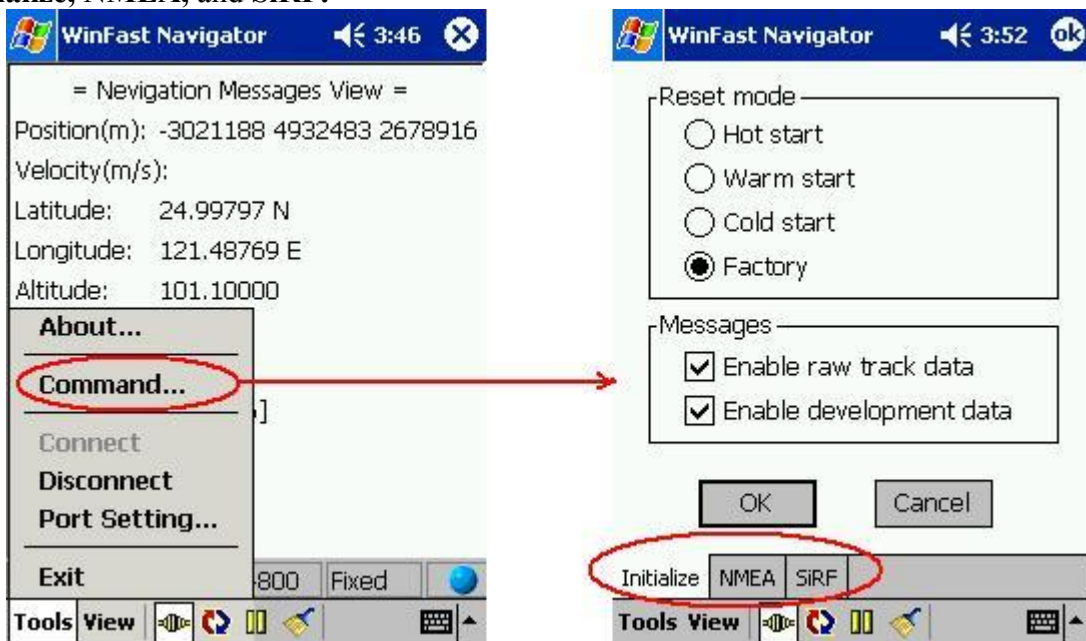 WinFast Navigator 3:46
= Nevigation Messages View =
Position(m): -3021188 4932483 2678916
Velocity(m/s):
Latitude: 24.99797 N
Longitude: 121.48769 E
Altitude: 101.10000
About...
Command...
]
Connect
Disconnect
Port Setting...
Exit
800 Fixed
Tools View
WinFast Navigator 3:52 ok
Reset mode
Hot start
Warm start
Cold start
Factory
Messages
Enable raw track data
Enable development data
OK Cancel
Initialize NMEA SiRF
Tools View